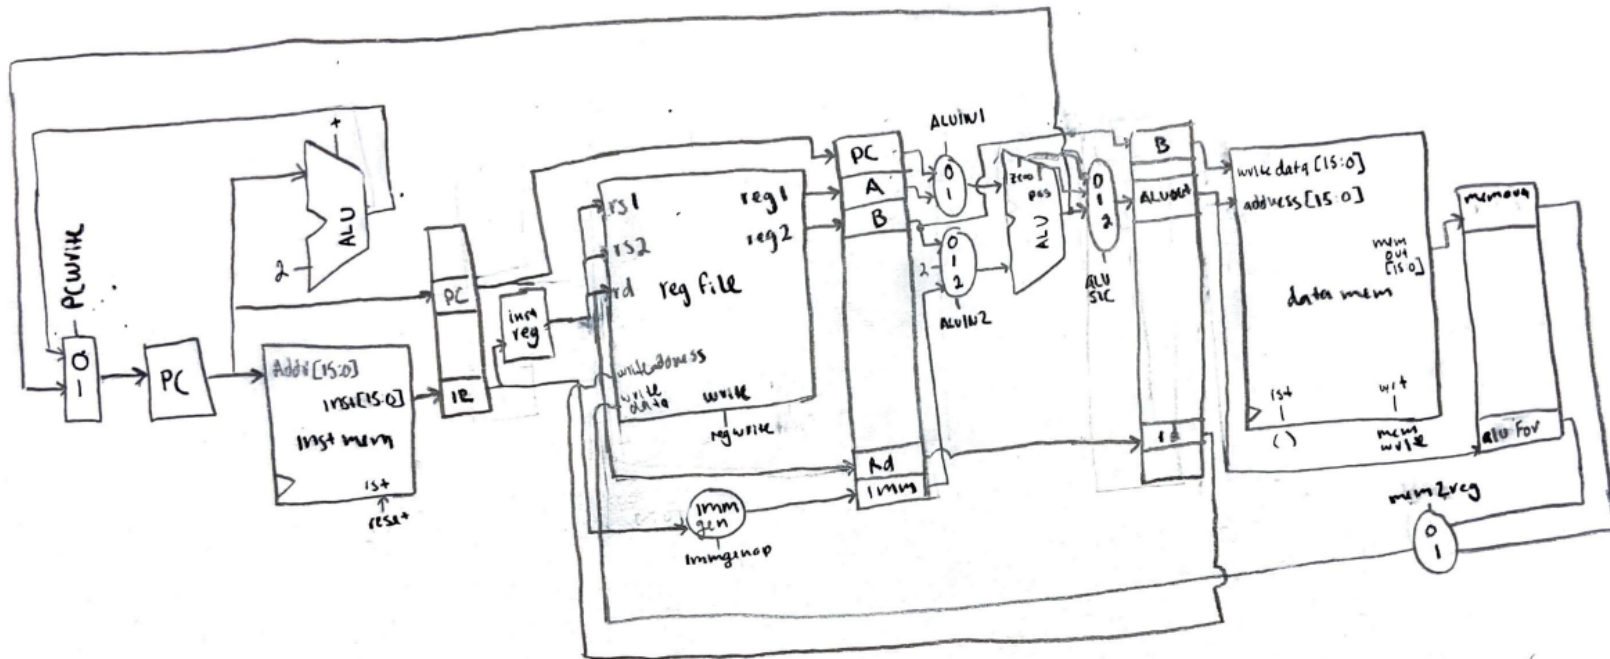 PCWrite
0
1
PC
+
ALU
2
Addr[15:0]
Inst[15:0]
Inst mem
rst
reset
PC
IR
inst
reg
rs1
rs2
rd
reg1
reg2
reg file
write address
write
data
write
regwrite
imm
gen
immgenop
PC
A
B
Rd
Imm
ALUIN1
0
1
0
2
1
2
ALUIN2
zero
pos
ALU
0
1
2
ALU
SRC
B
ALUOut
rd
write data [15:0]
address [15:0]
mem
out
[15:0]
data mem
rst
( )
wrt
mem
write
memory
alu for
mem2reg
0
1